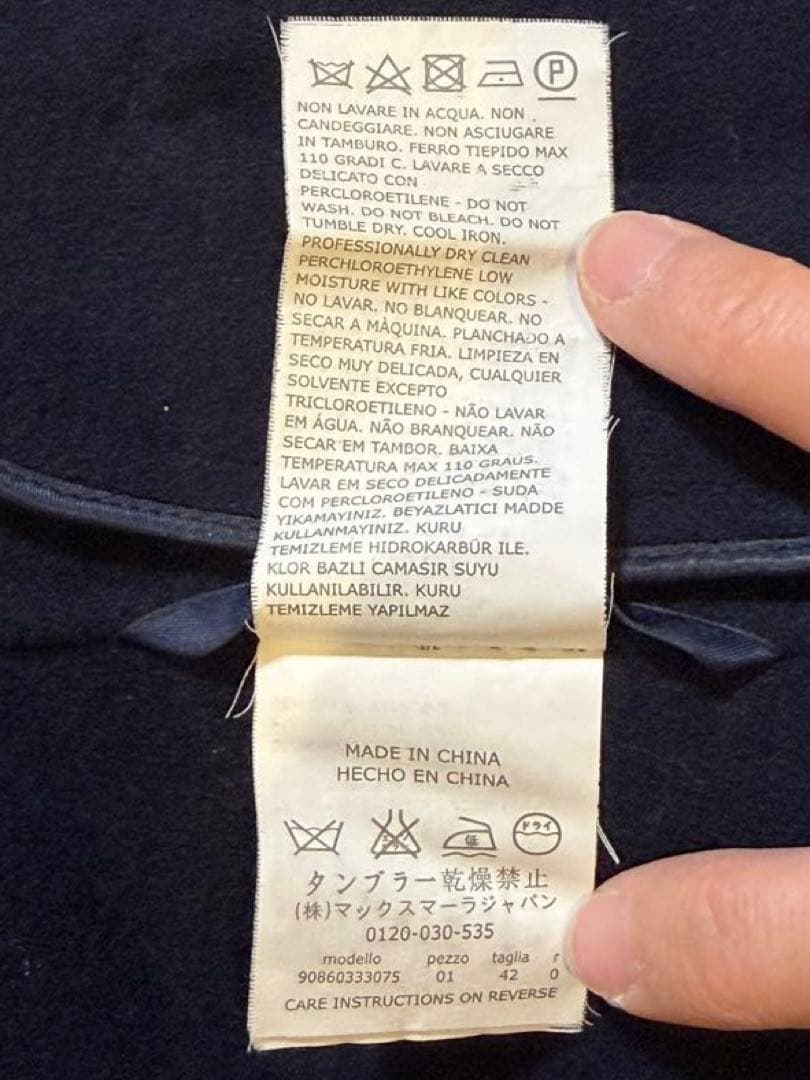 P
NON LAVARE IN ACQUA. NON
CANDEGGIARE. NON ASCIUGARE
IN TAMBURO. FERRO TIEPIDO MAX
110 GRADI C. LAVARE A SECCO
DELICATO CON
PERCLOROETILENE - DO NOT
WASH. DO NOT BLEACH. DO NOT
TUMBLE DRY. COOL IRON.
PROFESSIONALLY DRY CLEAN
PERCHLOROETHYLENE LOW
MOISTURE WITH LIKE COLORS -
NO LAVAR. NO BLANQUEAR. NO
SECAR A MÀQUINA. PLANCHADO A
TEMPERATURA FRIA. LIMPIEZA EN
SECO MUY DELICADA, CUALQUIER
SOLVENTE EXCEPTO
TRICLOROETILENO - NÃO LAVAR
EM ÁGUA. NÃO BRANQUEAR. NÃO
SECAR EM TAMBOR. BAIXA
TEMPERATURA MAX 110 GRAUS.
LAVAR EM SECO DELICADAMENTE
COM PERCLOROETILENO - SUDA
YIKAMAYINIZ. BEYAZLATICI MADDE
KULLANMAYINIZ. KURU
TEMIZLEME HIDROKARBÜR ILE.
KLOR BAZLI CAMASIR SUYU
KULLANILABILIR. KURU
TEMIZLEME YAPILMAZ
MADE IN CHINA
HECHO EN CHINA
低 ドライ
タンブラー乾燥禁止
(株)マックスマーラジャパン
0120-030-535
modello pezzo taglia r
90860333075 01 42 0
CARE INSTRUCTIONS ON REVERSE